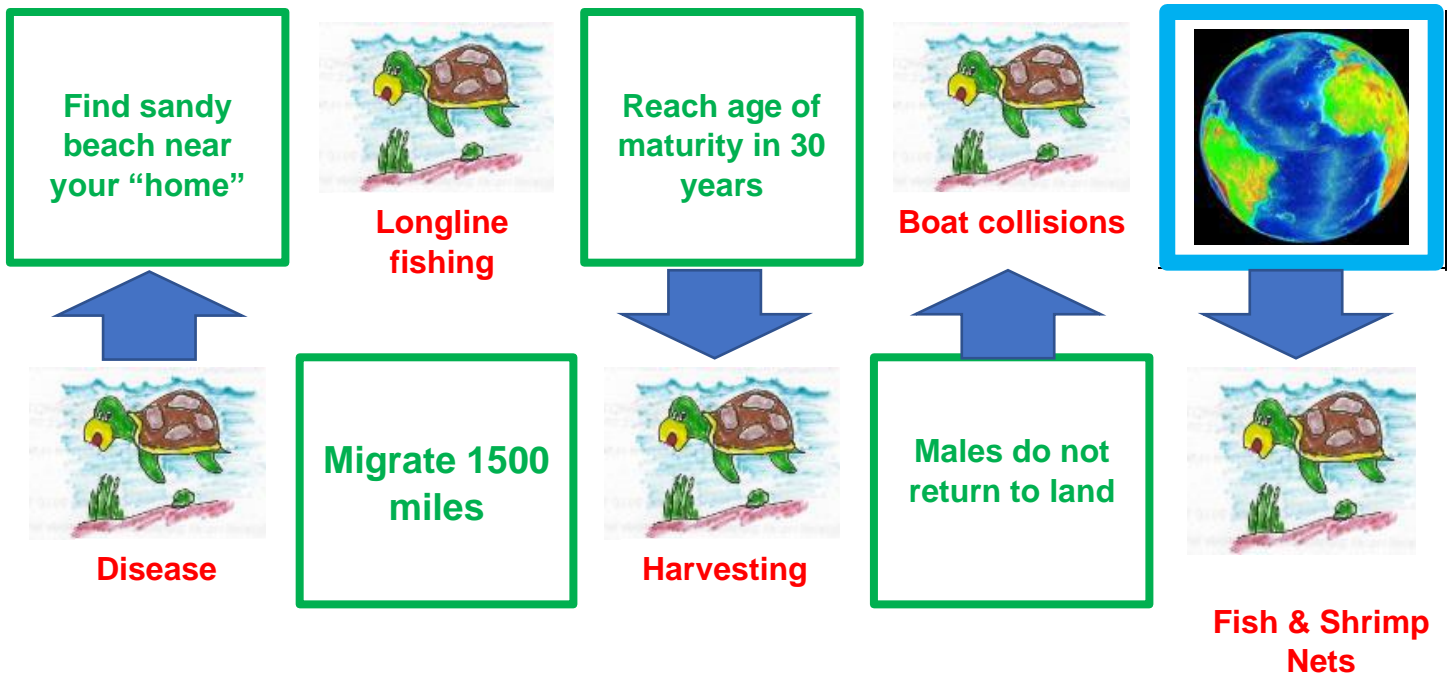 Find sandy
beach near
your “home”
Longline
fishing
Reach age of
maturity in 30
years
Boat collisions
Disease
Migrate 1500
miles
Harvesting
Males do not
return to land
Fish & Shrimp
Nets